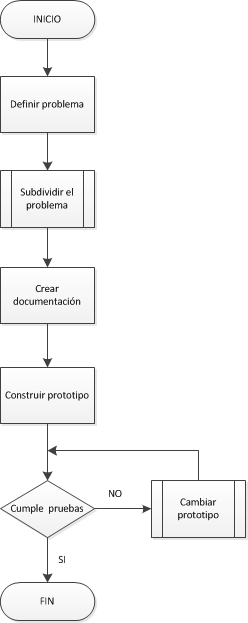 INICIO
Definir problema
Subdividir el
problema
Crear
documentación
Construir prototipo
Cumple pruebas
NO
Cambiar
prototipo
SI
FIN